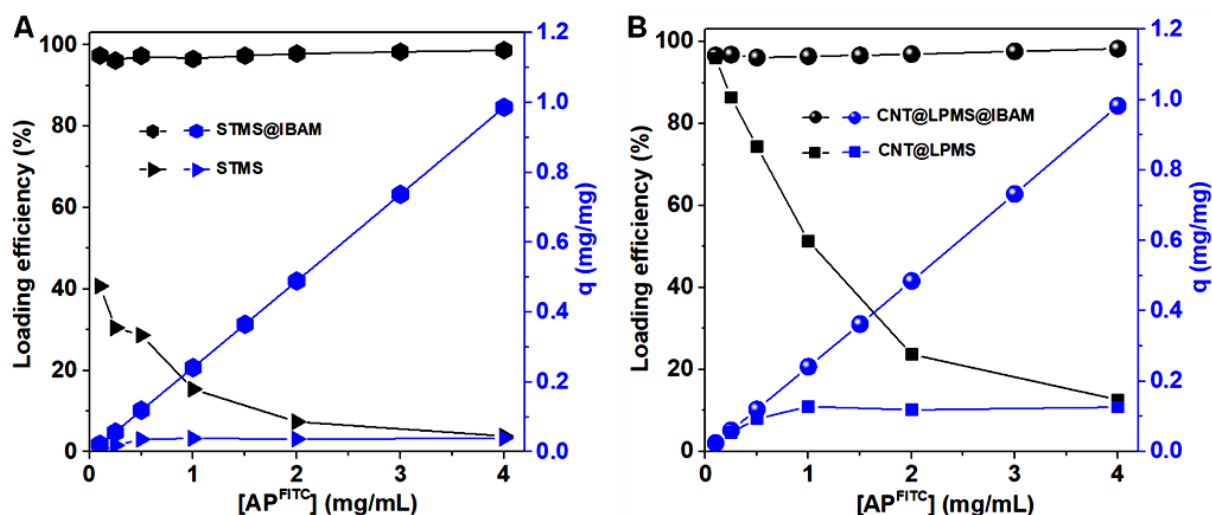 A
Loading efficiency (%)
100
80
60
40
20
0
STMS@IBAM
STMS
0 1 2 3 4
[AP^FITC] (mg/mL)
1.2
1.0
0.8
0.6
0.4
0.2
0.0
q (mg/mg)
B
Loading efficiency (%)
100
80
60
40
20
0
CNT@LPMS@IBAM
CNT@LPMS
0 1 2 3 4
[AP^FITC] (mg/mL)
1.2
1.0
0.8
0.6
0.4
0.2
0.0
q (mg/mg)